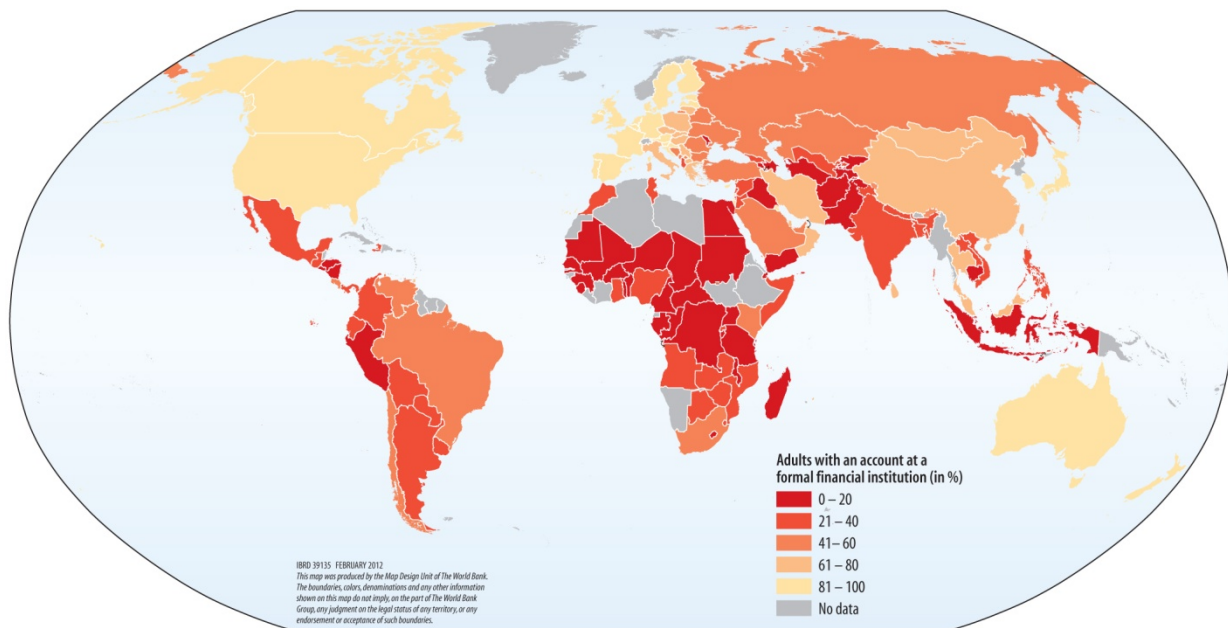 Adults with an account at a
formal financial institution (in %)
0 – 20
21 – 40
41– 60
61 – 80
81 – 100
No data
IBRD 39135 FEBRUARY 2012
This map was produced by the Map Design Unit of The World Bank.
The boundaries, colors, denominations and any other information
shown on this map do not imply, on the part of The World Bank
Group, any judgment on the legal status of any territory, or any
endorsement or acceptance of such boundaries.